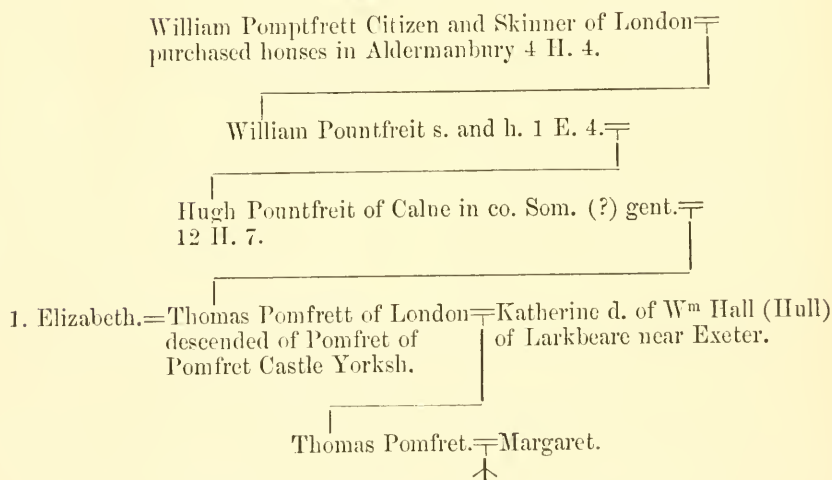 William Pomptfrett Citizen and Skinner of London
purchased houses in Aldermanbury 4 H. 4.
William Pountfreit s. and h. 1 E. 4.
Hugh Pountfreit of Calne in co. Som. (?) gent.
12 H. 7.
1. Elizabeth.=Thomas Pomfrett of London Katherine d. of Wᵐ Hall (Hull)
descended of Pomfret of of Larkbeare near Exeter.
Pomfret Castle Yorksh.
Thomas Pomfret. Margaret.